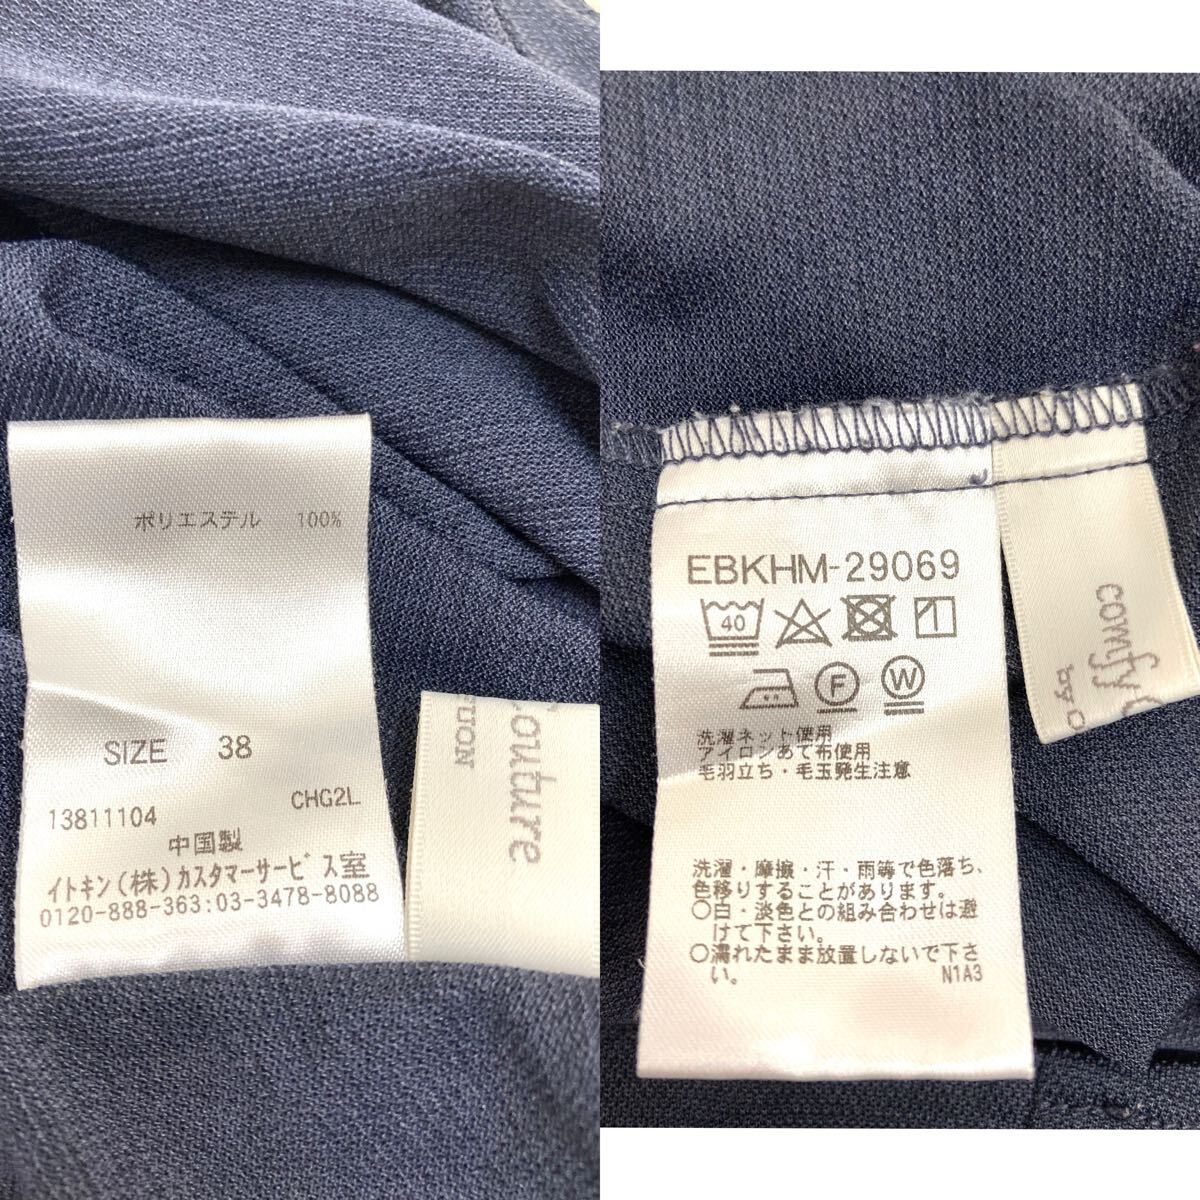 ポリエステル 100%
SIZE 38
13811104 CHG2L
中国製
イトキン(株)カスタマーサービス室
0120-888-363:03-3478-8088
outure
EBKHM-29069
40
1
F W
洗濯ネット使用
アイロンあて布使用
毛羽立ち・毛玉発生注意
洗濯・摩擦・汗・雨等で色落ち、
色移りすることがあります。
○白・淡色との組み合わせは避
けて下さい。
○濡れたまま放置しないで下さ
い。 N1A3
comfy
by